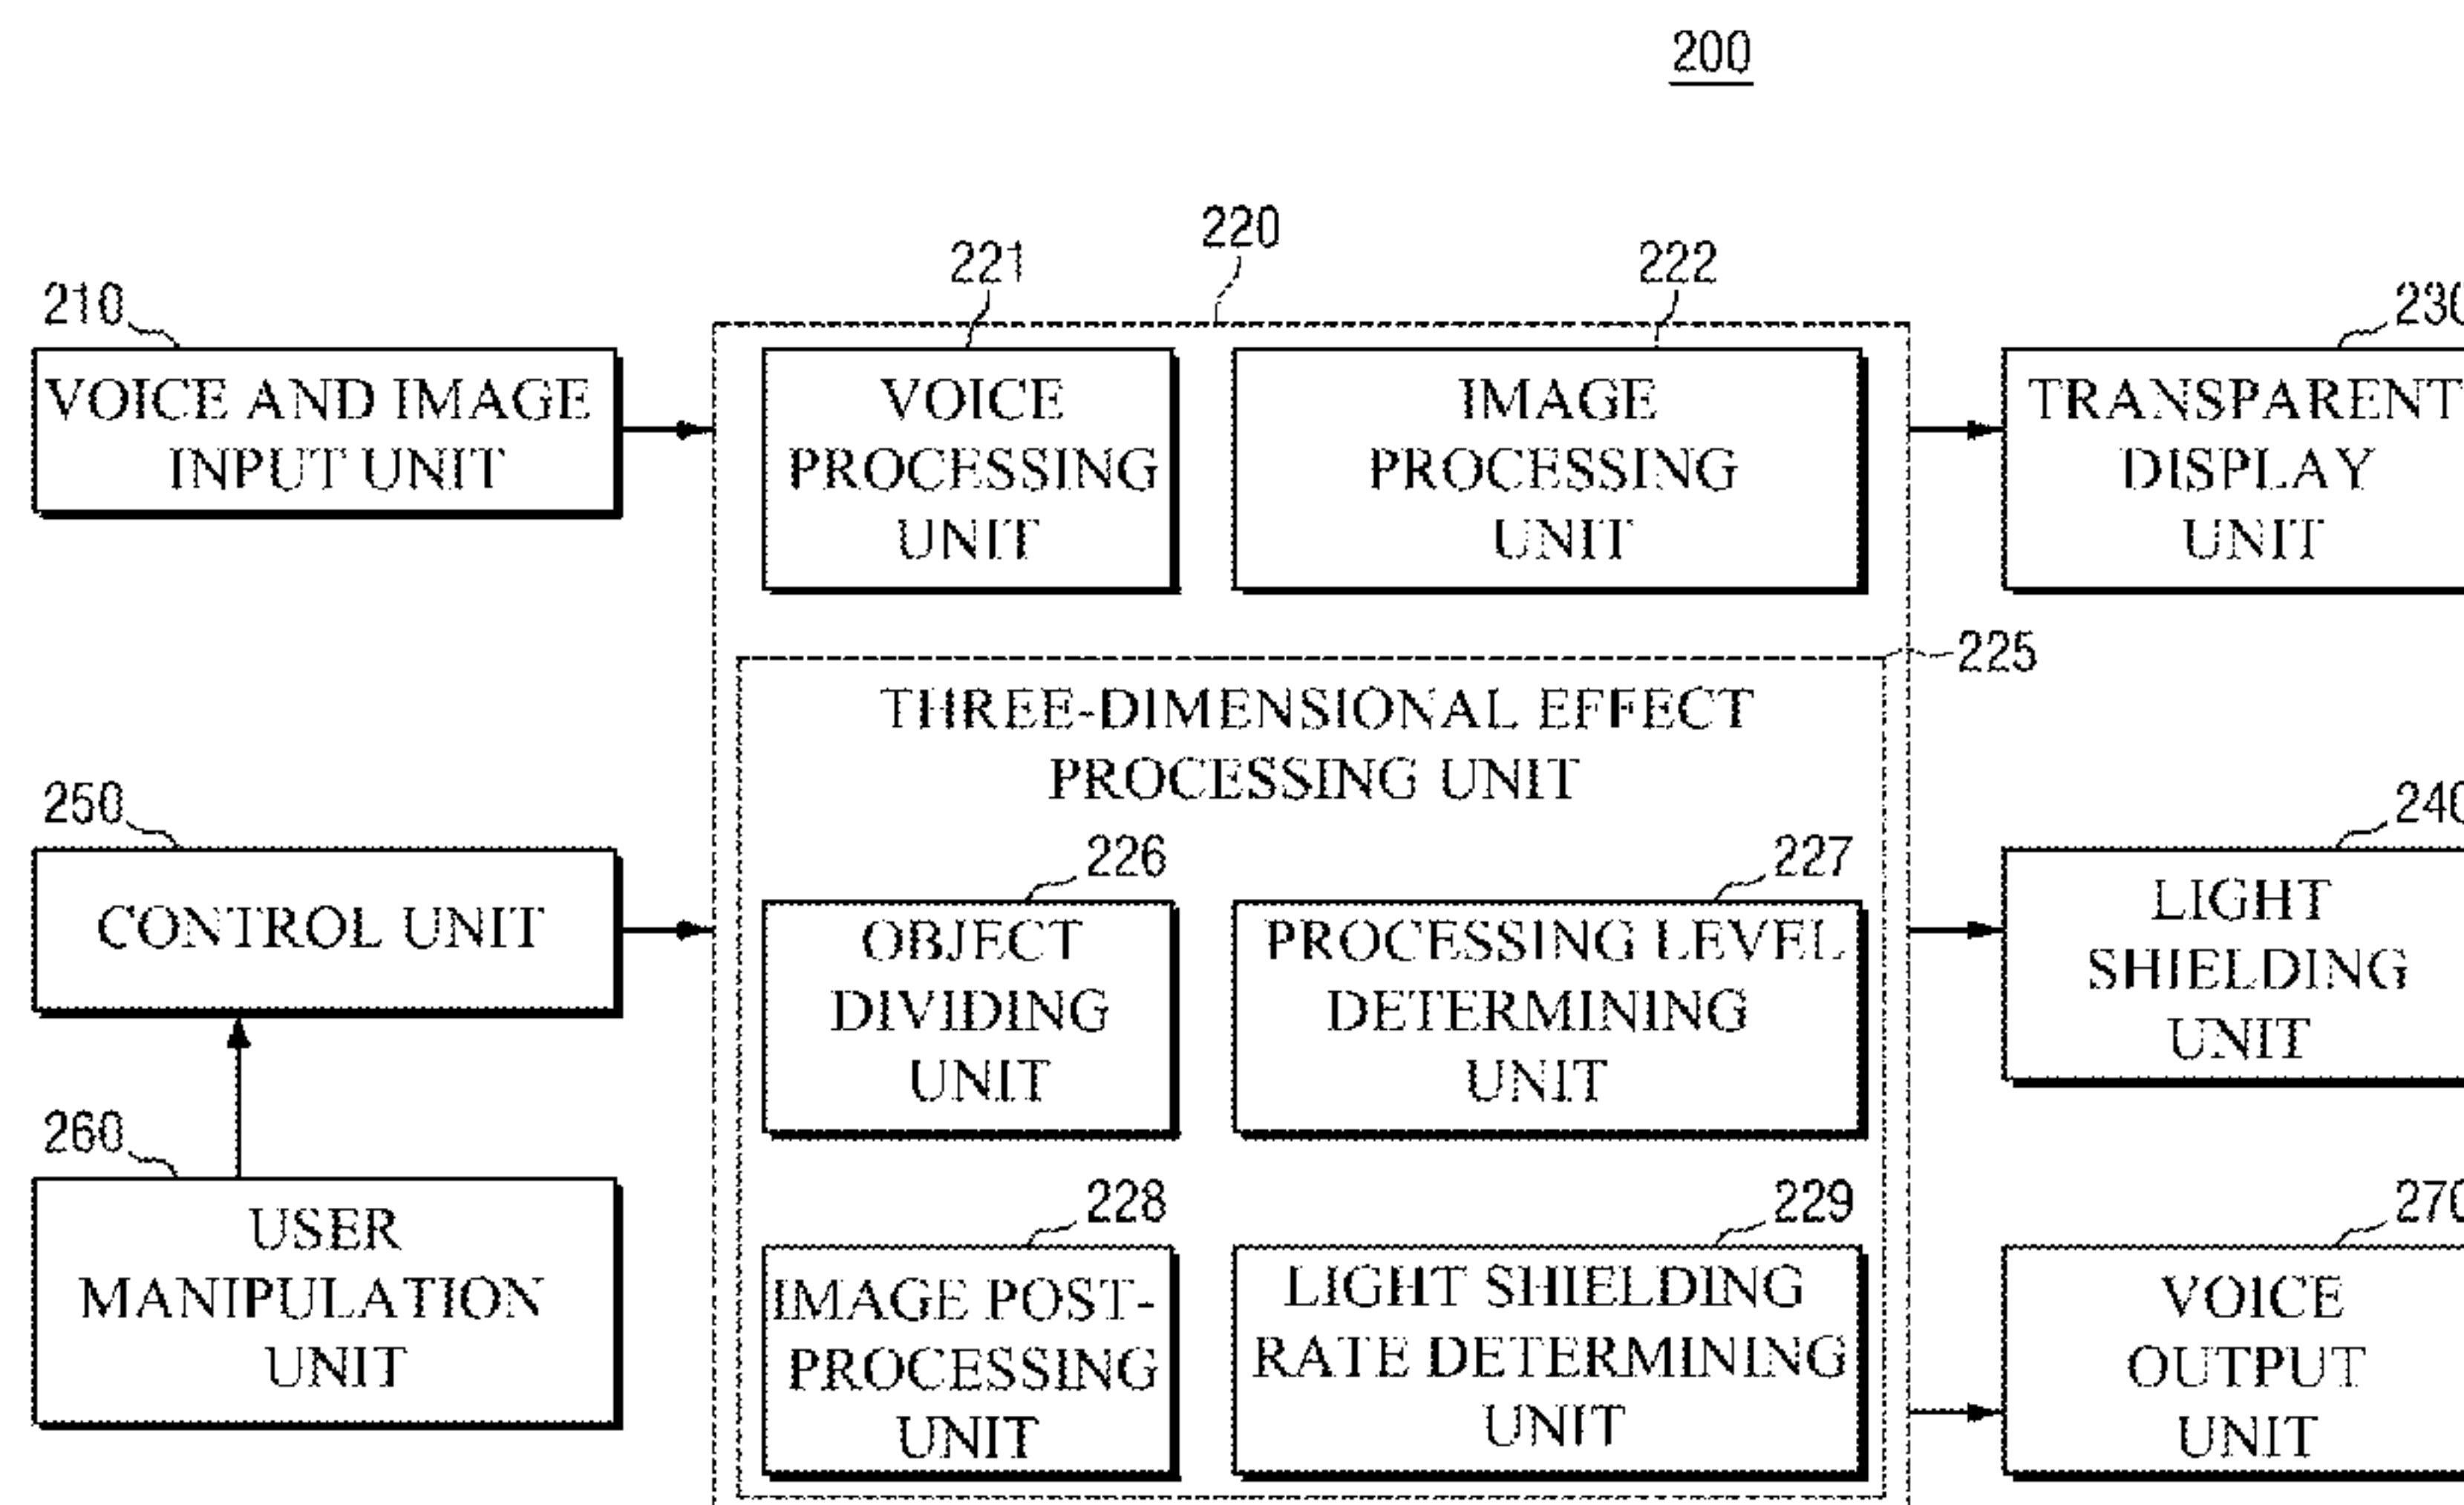 200
220
221
222
210
230
VOICE AND IMAGE
INPUT UNIT
VOICE
PROCESSING
UNIT
IMAGE
PROCESSING
UNIT
TRANSPARENT
DISPLAY
UNIT
225
THREE-DIMENSIONAL EFFECT
PROCESSING UNIT
250
240
226
227
CONTROL UNIT
OBJECT
DIVIDING
UNIT
PROCESSING LEVEL
DETERMINING
UNIT
LIGHT
SHIELDING
UNIT
260
228
229
270
USER
MANIPULATION
UNIT
IMAGE POST-
PROCESSING
UNIT
LIGHT SHIELDING
RATE DETERMINING
UNIT
VOICE
OUTPUT
UNIT